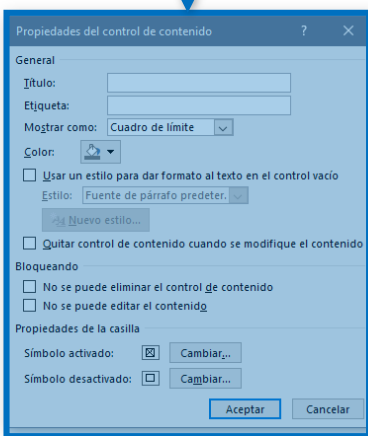 Propiedades del control de contenido ? ×
General
Título:
Etiqueta:
Mostrar como: Cuadro de límite
Color:
Usar un estilo para dar formato al texto en el control vacío
Estilo: Fuente de párrafo predeter.
Nuevo estilo...
Quitar control de contenido cuando se modifique el contenido
Bloqueando
No se puede eliminar el control de contenido
No se puede editar el contenido
Propiedades de la casilla
Símbolo activado: Cambiar...
Símbolo desactivado: Cambiar...
Aceptar Cancelar